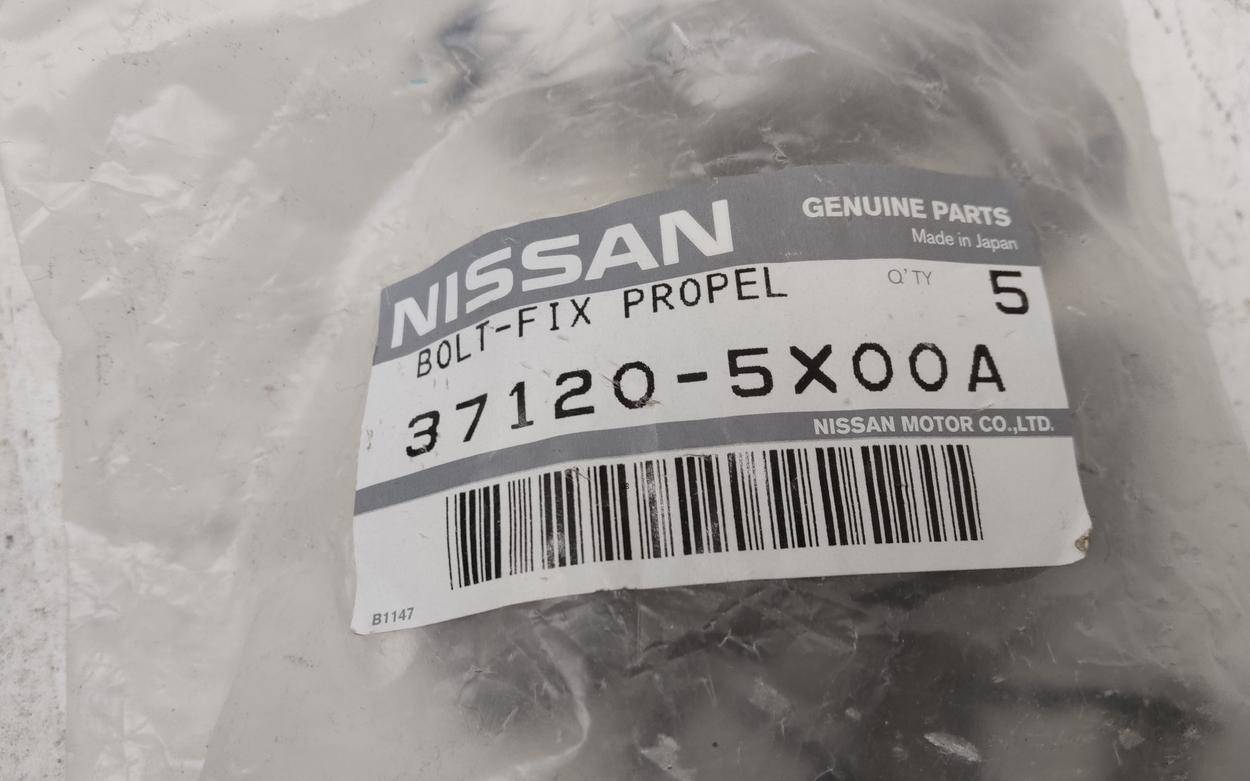 NISSAN
GENUINE PARTS
Made in Japan
BOLT-FIX PROPEL
Q'TY 5
37120-5X00A
NISSAN MOTOR CO.,LTD.
B1147